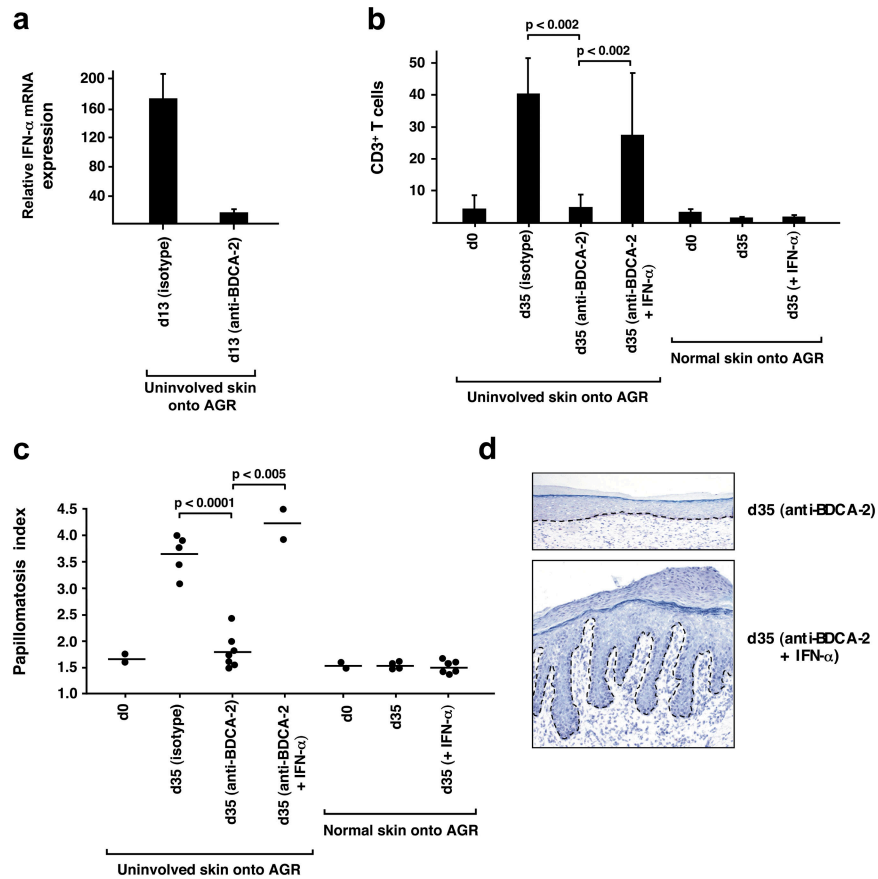 a
Relative IFN-α mRNA
expression
200
160
120
80
40
d13 (isotype)
d13 (anti-BDCA-2)
Uninvolved skin
onto AGR
b
p < 0.002
p < 0.002
CD3+ T cells
50
40
30
20
10
d0
d35 (isotype)
d35 (anti-BDCA-2)
d35 (anti-BDCA-2
+ IFN-α)
d0
d35
d35 (+ IFN-α)
Normal skin onto AGR
Uninvolved skin onto AGR
c
p < 0.005
p < 0.0001
Papillomatosis index
4.5
4.0
3.5
3.0
2.5
2.0
1.5
1.0
d0
d35 (isotype)
d35 (anti-BDCA-2)
d35 (anti-BDCA-2
+ IFN-α)
d0
d35
d35 (+ IFN-α)
Normal skin onto AGR
Uninvolved skin onto AGR
d
d35 (anti-BDCA-2)
d35 (anti-BDCA-2
+ IFN-α)